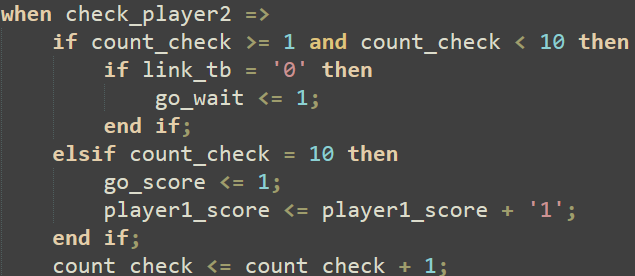 when check_player2 =>
    if count_check >= 1 and count_check < 10 then
        if link_tb = '0' then
            go_wait <= 1;
        end if;
    elsif count_check = 10 then
        go_score <= 1;
        player1_score <= player1_score + '1';
    end if;
    count_check <= count_check + 1;